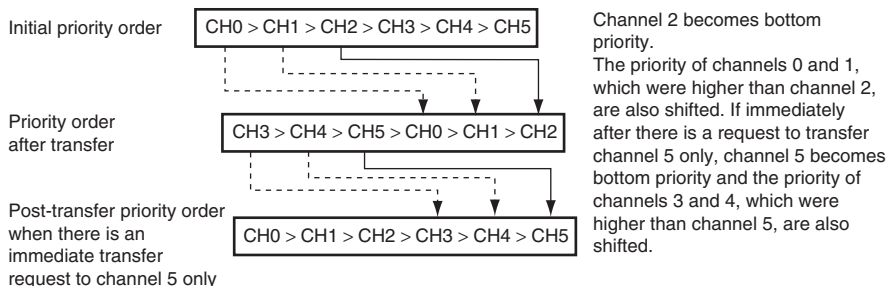 Initial priority order
CH0 > CH1 > CH2 > CH3 > CH4 > CH5
Priority order
after transfer
CH3 > CH4 > CH5 > CH0 > CH1 > CH2
Post-transfer priority order
when there is an
immediate transfer
request to channel 5 only
CH0 > CH1 > CH2 > CH3 > CH4 > CH5
Channel 2 becomes bottom
priority.
The priority of channels 0 and 1,
which were higher than channel 2,
are also shifted. If immediately
after there is a request to transfer
channel 5 only, channel 5 becomes
bottom priority and the priority of
channels 3 and 4, which were
higher than channel 5, are also
shifted.